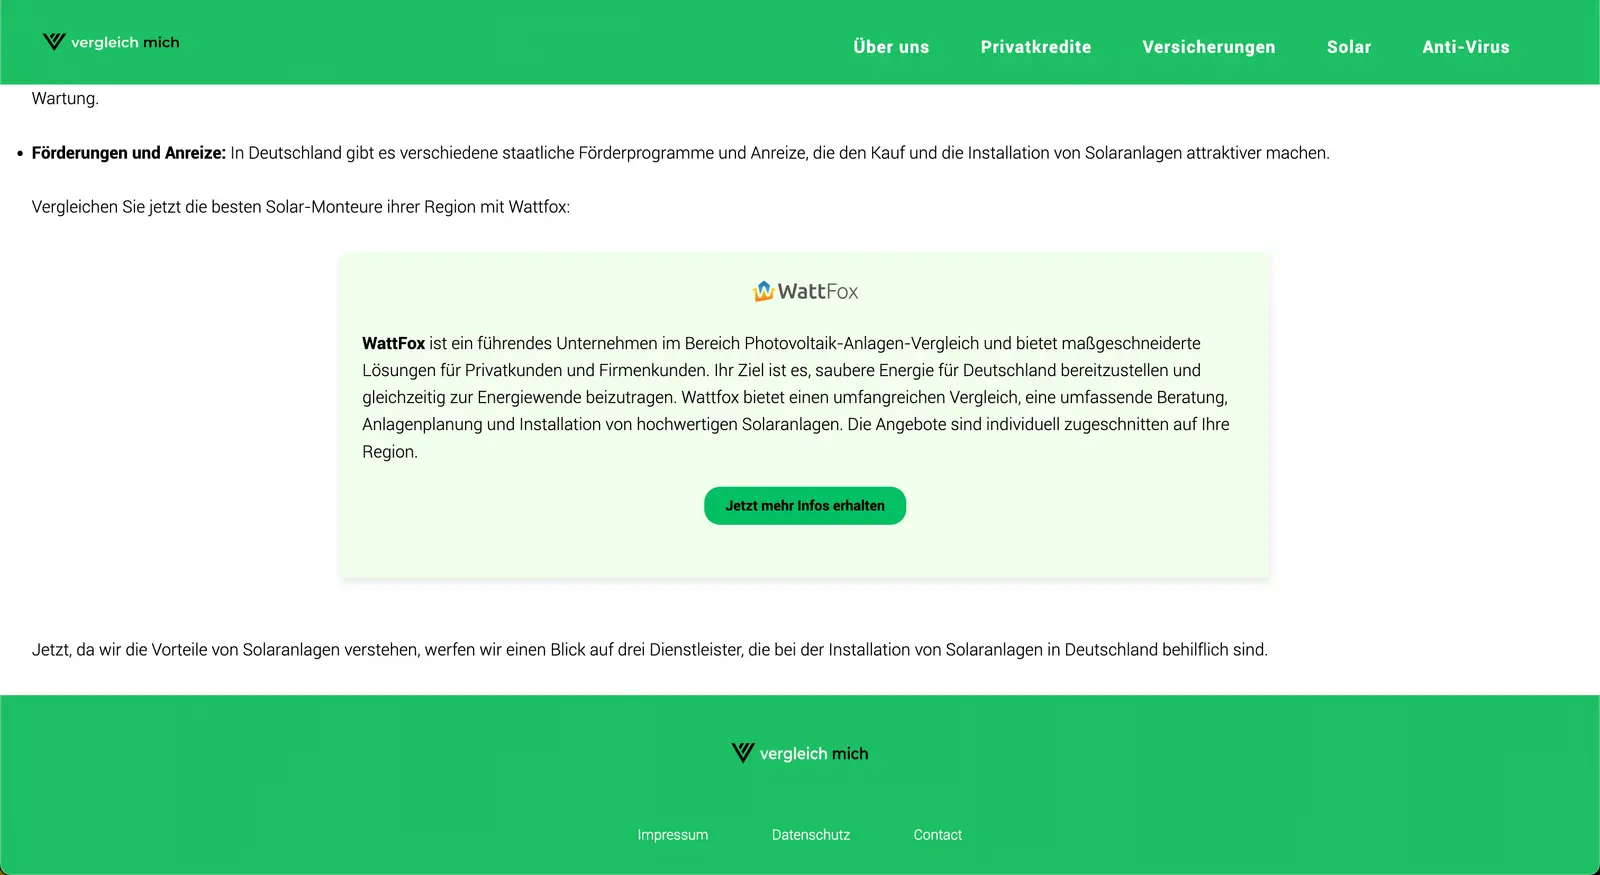 vergleich mich
Über uns
Privatkredite
Versicherungen
Solar
Anti-Virus
Wartung.
• Förderungen und Anreize: In Deutschland gibt es verschiedene staatliche Förderprogramme und Anreize, die den Kauf und die Installation von Solaranlagen attraktiver machen.
Vergleichen Sie jetzt die besten Solar-Monteure ihrer Region mit Wattfox:
WattFox
WattFox ist ein führendes Unternehmen im Bereich Photovoltaik-Anlagen-Vergleich und bietet maßgeschneiderte
Lösungen für Privatkunden und Firmenkunden. Ihr Ziel ist es, saubere Energie für Deutschland bereitzustellen und
gleichzeitig zur Energiewende beizutragen. Wattfox bietet einen umfangreichen Vergleich, eine umfassende Beratung,
Anlagenplanung und Installation von hochwertigen Solaranlagen. Die Angebote sind individuell zugeschnitten auf Ihre
Region.
Jetzt mehr Infos erhalten
Jetzt, da wir die Vorteile von Solaranlagen verstehen, werfen wir einen Blick auf drei Dienstleister, die bei der Installation von Solaranlagen in Deutschland behilflich sind.
vergleich mich
Impressum
Datenschutz
Contact